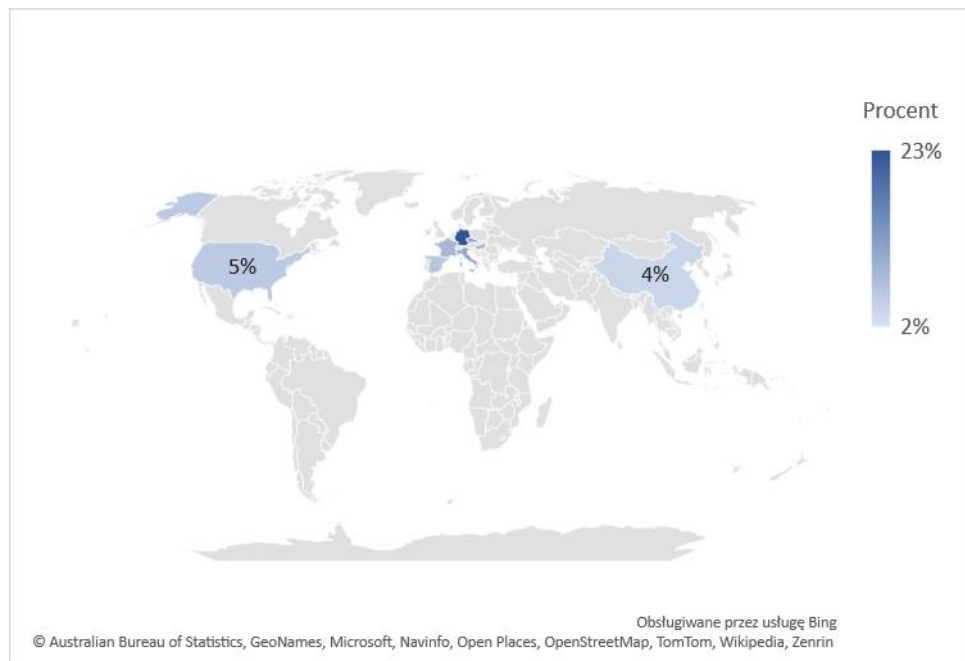 Procent
23%
5%
4%
2%
Obsługiwane przez usługę Bing
© Australian Bureau of Statistics, GeoNames, Microsoft, Navinfo, Open Places, OpenStreetMap, TomTom, Wikipedia, Zenrin